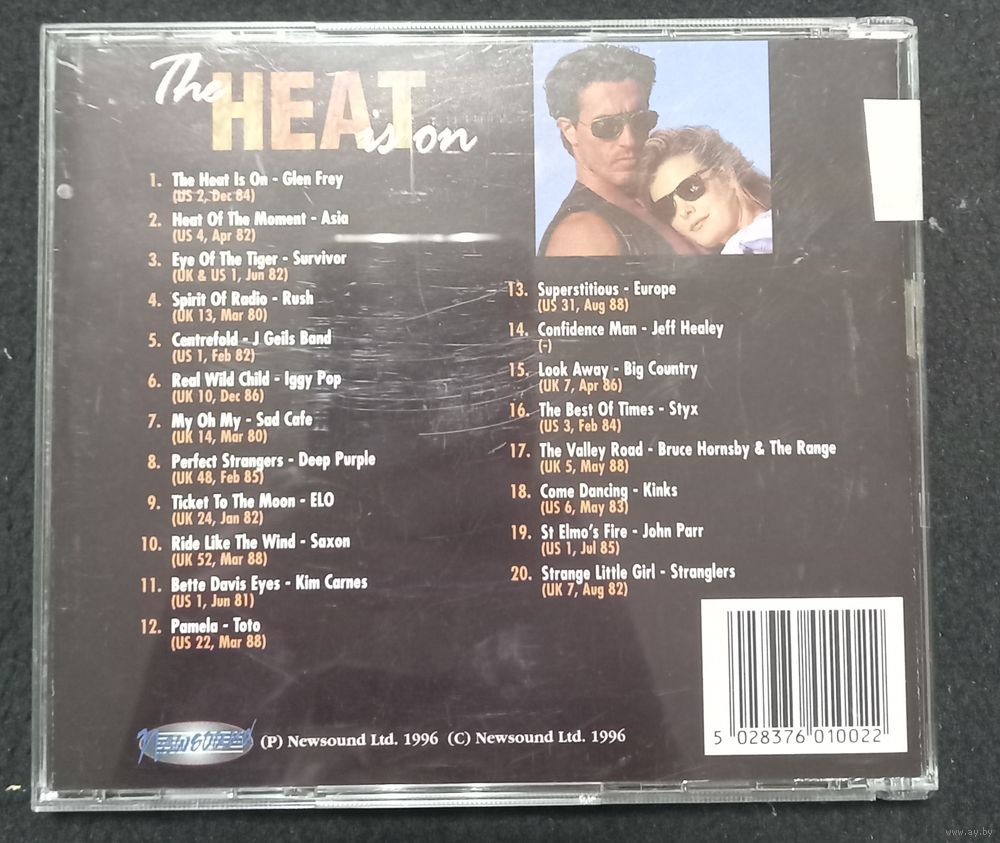 The HEAT is on
1. The Heat Is On - Glen Frey
(US 2, Dec 84)
2. Heat Of The Moment - Asia
(US 4, Apr 82)
3. Eye Of The Tiger - Survivor
(UK & US 1, Jun 82)
4. Spirit Of Radio - Rush
(UK 13, Mar 80)
5. Centrefold - J Geils Band
(US 1, Feb 82)
6. Real Wild Child - Iggy Pop
(UK 10, Dec 86)
7. My Oh My - Sad Cafe
(UK 14, Mar 80)
8. Perfect Strangers - Deep Purple
(UK 48, Feb 85)
9. Ticket To The Moon - ELO
(UK 24, Jan 82)
10. Ride Like The Wind - Saxon
(UK 52, Mar 88)
11. Bette Davis Eyes - Kim Carnes
(US 1, Jun 81)
12. Pamela - Toto
(US 22, Mar 88)
13. Superstitious - Europe
(US 31, Aug 88)
14. Confidence Man - Jeff Healey
(-)
15. Look Away - Big Country
(UK 7, Apr 86)
16. The Best Of Times - Styx
(US 3, Feb 84)
17. The Valley Road - Bruce Hornsby & The Range
(UK 5, May 88)
18. Come Dancing - Kinks
(US 6, May 83)
19. St Elmo's Fire - John Parr
(US 1, Jul 85)
20. Strange Little Girl - Stranglers
(UK 7, Aug 82)
Newsound
(P) Newsound Ltd. 1996 (C) Newsound Ltd. 1996
5 028376 010022
www.ay.by